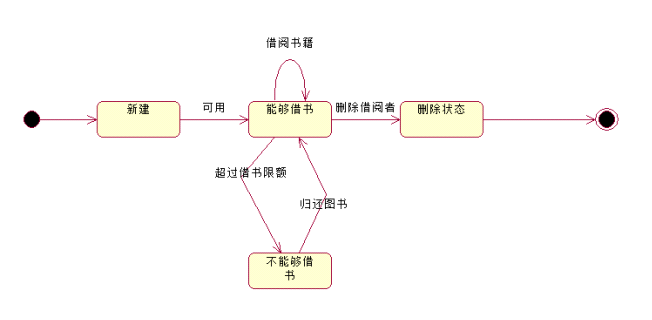 借阅书籍
新建
可用
能够借书
删除借阅者
删除状态
超过借书限额
归还图书
不能够借
书